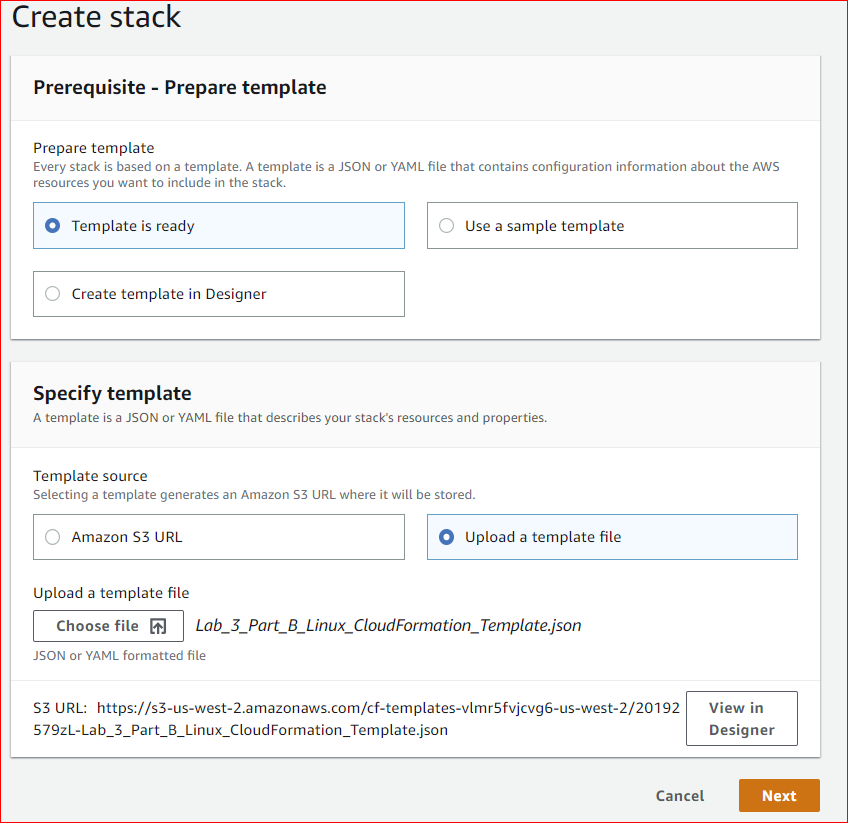 Create stack
Prerequisite - Prepare template
Prepare template
Every stack is based on a template. A template is a JSON or YAML file that contains configuration information about the AWS
resources you want to include in the stack.
Template is ready
Use a sample template
Create template in Designer
Specify template
A template is a JSON or YAML file that describes your stack's resources and properties.
Template source
Selecting a template generates an Amazon S3 URL where it will be stored.
Amazon S3 URL
Upload a template file
Upload a template file
Choose file
Lab_3_Part_B_Linux_CloudFormation_Template.json
JSON or YAML formatted file
S3 URL: https://s3-us-west-2.amazonaws.com/cf-templates-vlmr5fvjcvg6-us-west-2/20192
579zL-Lab_3_Part_B_Linux_CloudFormation_Template.json
View in
Designer
Cancel
Next